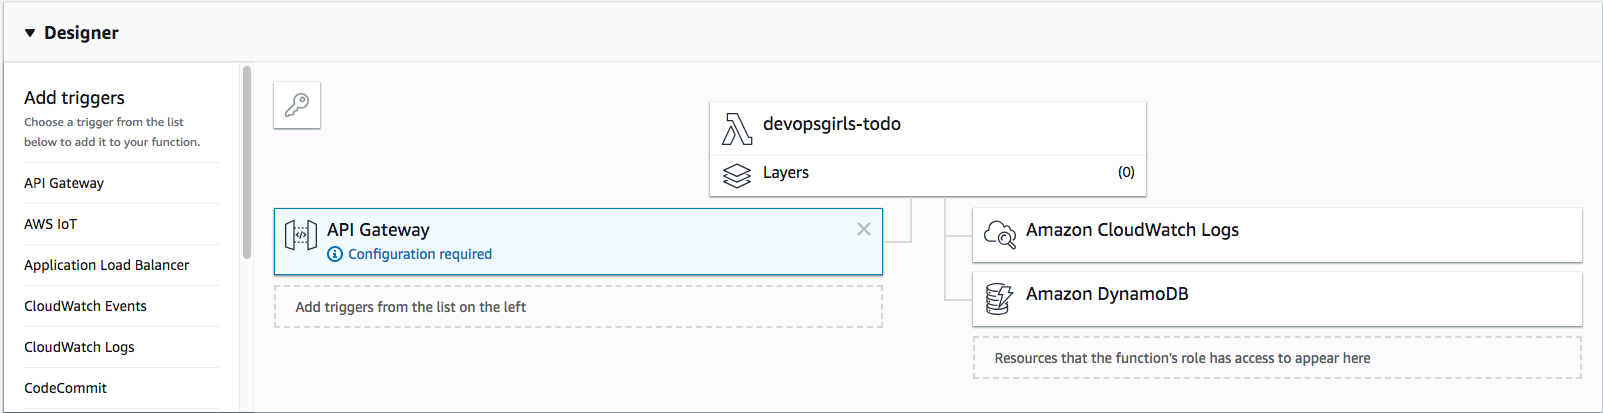 Designer
Add triggers
Choose a trigger from the list
below to add it to your function.
API Gateway
AWS IoT
Application Load Balancer
CloudWatch Events
CloudWatch Logs
CodeCommit
devopsgirls-todo
Layers (0)
API Gateway
Configuration required
Add triggers from the list on the left
Amazon CloudWatch Logs
Amazon DynamoDB
Resources that the function's role has access to appear here